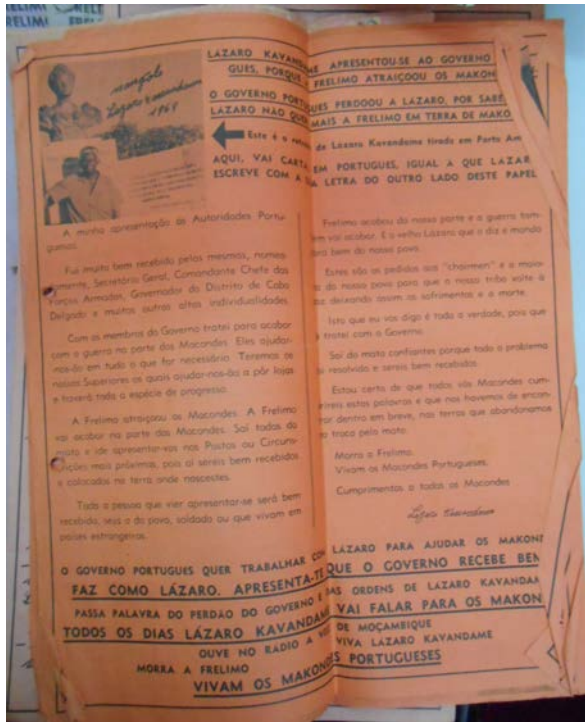 LÁZARO KAVANDAME APRESENTOU-SE AO GOVERNO
GUES, PORQUE FRELIMO ATRAIÇOOU OS MAKON
O GOVERNO PORTUGUES PERDOOU A LÁZARO, POR SABE
LÁZARO NÃO QUER MAIS A FRELIMO EM TERRA DE MAKO
Este é o retrato de Lazaro Kavandame tirado em Porto Am
AQUI, VAI CARTA EM PORTUGUES, IGUAL A QUE LAZAR
ESCREVE COM A SUA LETRA DO OUTRO LADO DESTE PAPEL
Lazaro Kavandame
1969
A minha apresentação às Autoridades Portu-
guesas.
Fui muito bem recebido pelas mesmas, nomea-
damente, Secretário Geral, Comandante Chefe das
Forças Armadas, Governador do Distrito de Cabo
Delgado e muitas outras altas individualidades.
Com os membros do Governo tratei para acabar
com a guerra na parte dos Macondes. Eles ajudar-
nos-ão em tudo o que for necessário. Teremos os
nossos Superiores os quais ajudar-nos-ão a pôr lojas
e haverá toda a espécie de progresso.
A Frelimo atraiçoou os Macondes. A Frelimo
vai acabar na parte dos Macondes. Saí todos do
mato e ide apresentar-vos nos Postos ou Circuns-
crições mais próximas, pois aí sereis bem recebidos
e colocados na terra onde nascestes.
Toda a pessoa que vier apresentar-se será bem
recebida, seja a do povo, soldado ou que vivam em
países estrangeiros.
Frelimo acabou da nossa parte e a guerra tam-
bém vai acabar. É o velho Lázaro que o diz e manda
para bem do nosso povo.
Estes são os pedidos aos "chairmen" e a maio-
ria do nosso povo para que a nossa tribo volte à
paz deixando assim os sofrimentos e a morte.
Isto que eu vos digo é toda a verdade, pois que
a tratei com o Governo.
Saí do mato confiantes porque todo o problema
foi resolvido e sereis bem recebidos.
Estou certo de que todos vós Macondes cum-
prireis estas palavras e que nos havemos de encon-
trar dentro em breve, nas terras que abandonamos
em troca pelo mato.
Morra a Frelimo.
Vivam os Macondes Portugueses.
Cumprimentos a todos os Macondes
Lazaro Kavandame
O GOVERNO PORTUGUES QUER TRABALHAR COM LÁZARO PARA AJUDAR OS MAKOND
FAZ COMO LÁZARO. APRESENTA-TE QUE O GOVERNO RECEBE BEM
PASSA PALAVRA DO PERDÃO DO GOVERNO E DAS ORDENS DE LAZARO KAVANDAM
TODOS OS DIAS LÁZARO KAVANDAME VAI FALAR PARA OS MAKON
OUVE NO RÁDIO A VOZ DE MOÇAMBIQUE
MORRA A FRELIMO VIVA LÁZARO KAVANDAME
VIVAM OS MAKONDES PORTUGUESES